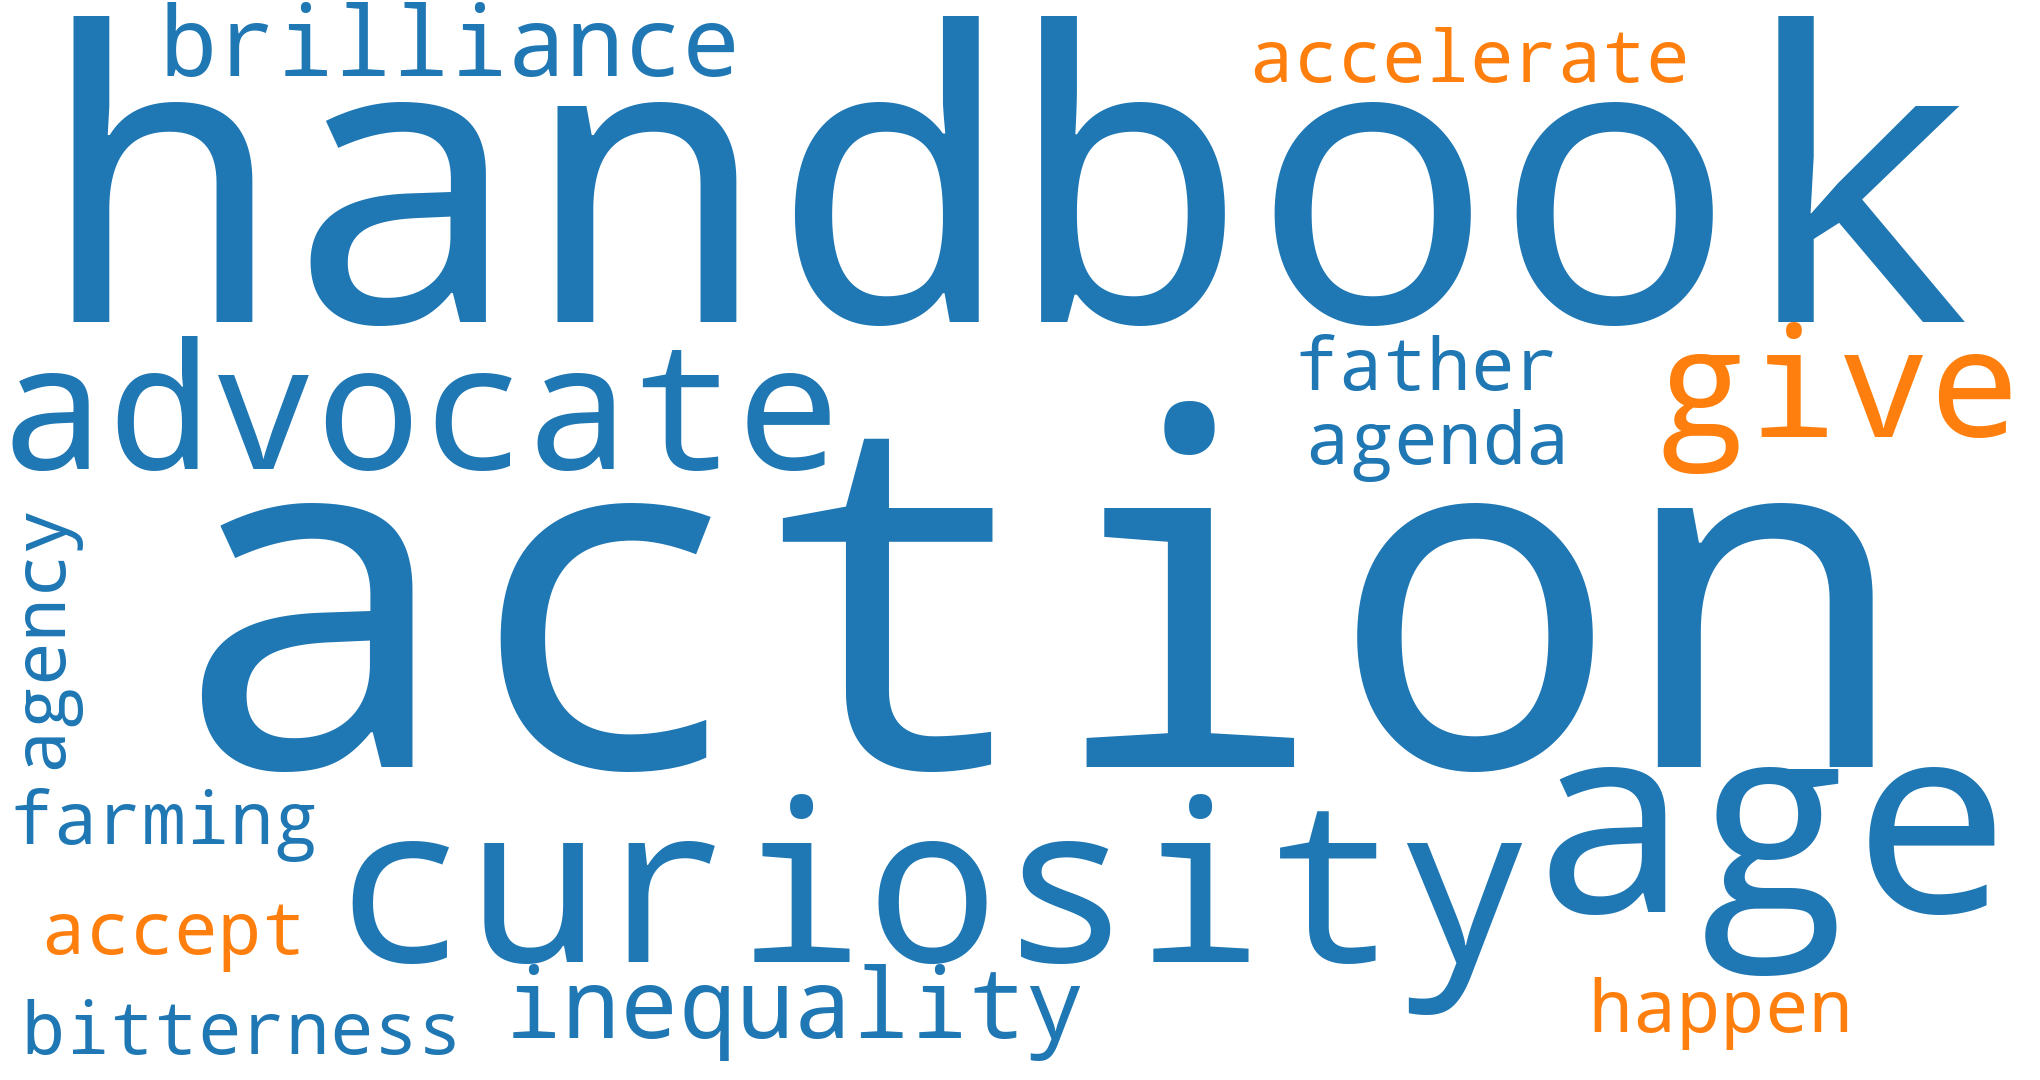 brilliance
accelerate
handbook
advocate
father
give
agenda
action
agency
age
farming
curiosity
accept
inequality
happen
bitterness